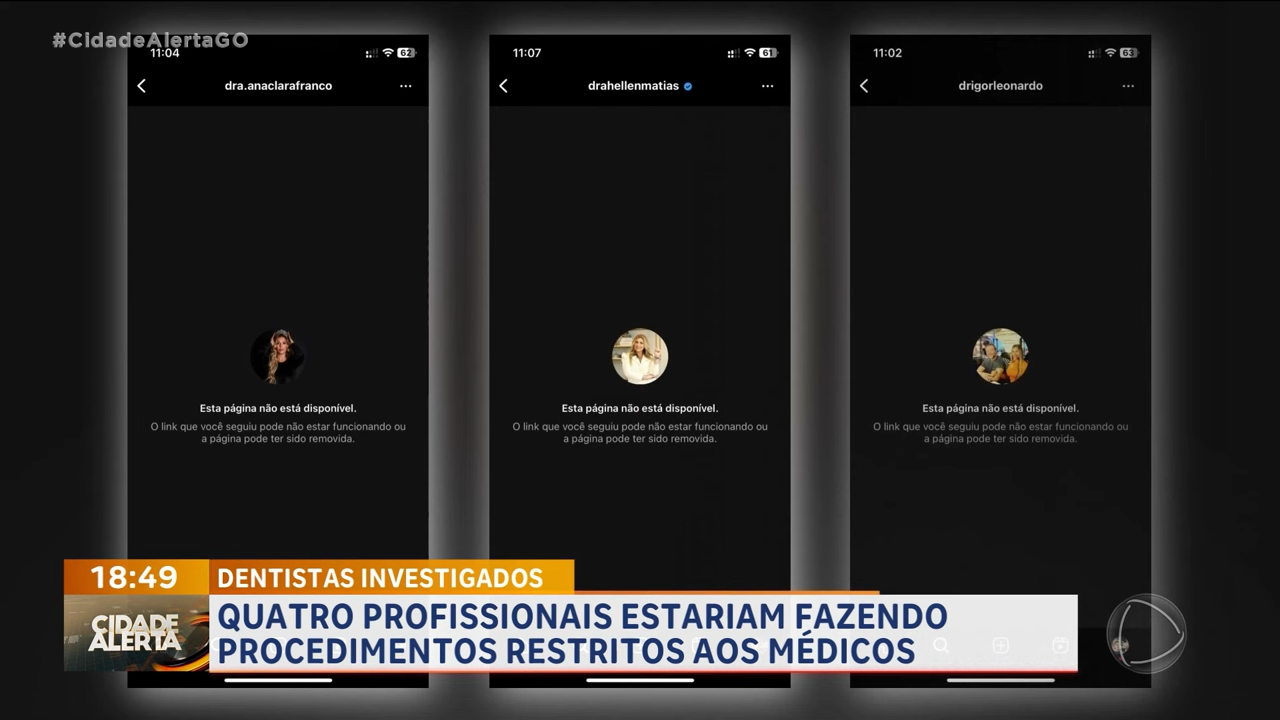 #CidadeAlertaGO
11:04
62
dra.anaclarafranco
Esta página não está disponível.
O link que você seguiu pode não estar funcionando ou
a página pode ter sido removida.
11:07
61
drahellenmatias
Esta página não está disponível.
O link que você seguiu pode não estar funcionando ou
a página pode ter sido removida.
11:02
63
drigorleonardo
Esta página não está disponível.
O link que você seguiu pode não estar funcionando ou
a página pode ter sido removida.
18:49
DENTISTAS INVESTIGADOS
CIDADE
ALERTA
QUATRO PROFISSIONAIS ESTARIAM FAZENDO
PROCEDIMENTOS RESTRITOS AOS MÉDICOS